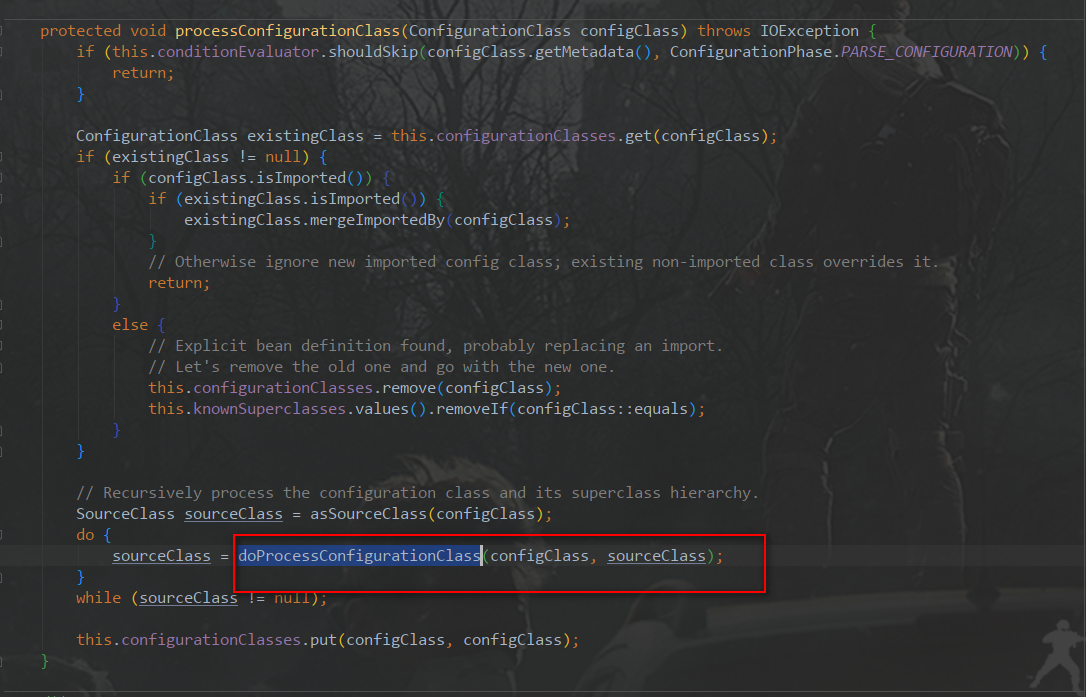 protected void processConfigurationClass(ConfigurationClass configClass) throws IOException {
    if (this.conditionEvaluator.shouldSkip(configClass.getMetadata(), ConfigurationPhase.PARSE_CONFIGURATION)) {
        return;
    }

    ConfigurationClass existingClass = this.configurationClasses.get(configClass);
    if (existingClass != null) {
        if (configClass.isImported()) {
            if (existingClass.isImported()) {
                existingClass.mergeImportedBy(configClass);
            }
            // Otherwise ignore new imported config class; existing non-imported class overrides it.
            return;
        }
        else {
            // Explicit bean definition found, probably replacing an import.
            // Let's remove the old one and go with the new one.
            this.configurationClasses.remove(configClass);
            this.knownSuperclasses.values().removeIf(configClass::equals);
        }
    }

    // Recursively process the configuration class and its superclass hierarchy.
    SourceClass sourceClass = asSourceClass(configClass);
    do {
        sourceClass = doProcessConfigurationClass(configClass, sourceClass);
    }
    while (sourceClass != null);

    this.configurationClasses.put(configClass, configClass);
}